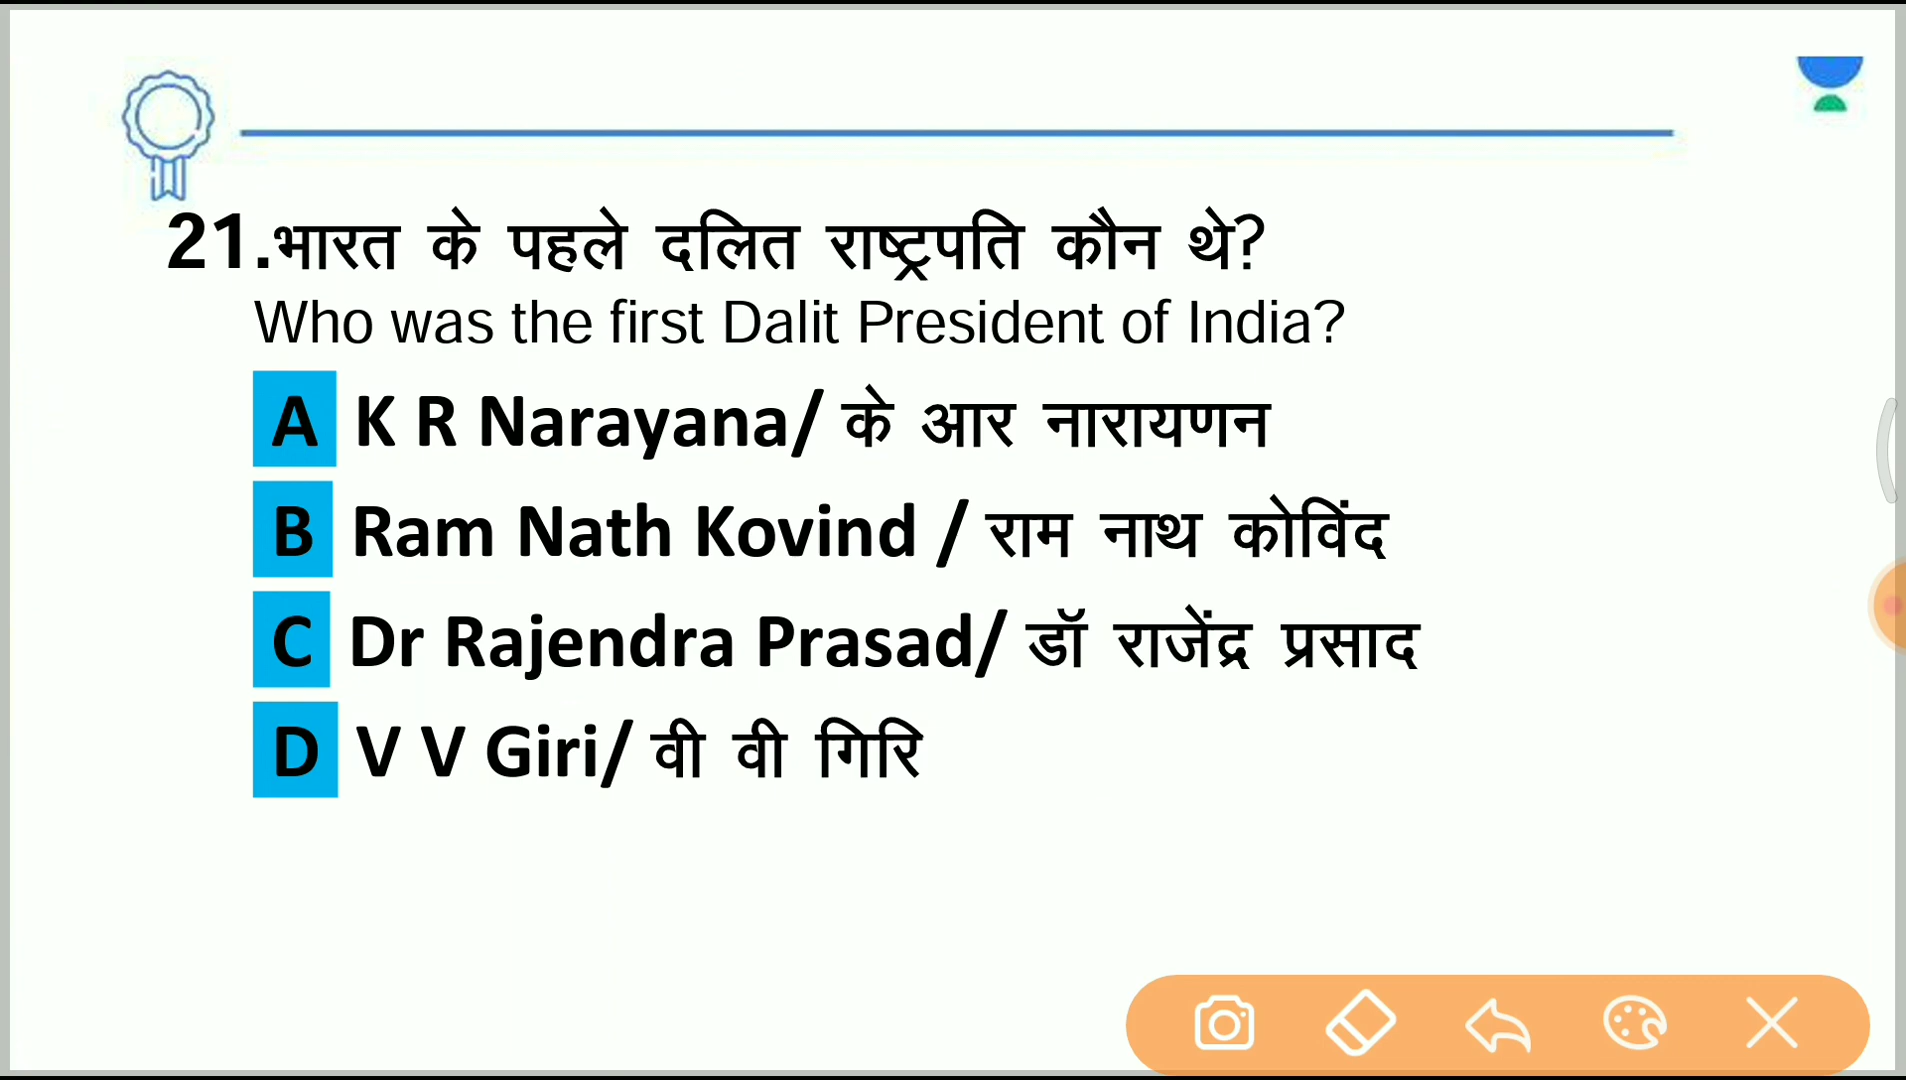 21.भारत के पहले दलित राष्ट्रपति कौन थे?
Who was the first Dalit President of India?
A K R Narayana/ के आर नारायणन
B Ram Nath Kovind / राम नाथ कोविंद
C Dr Rajendra Prasad/ डॉ राजेंद्र प्रसाद
D V V Giri/ वी वी गिरि